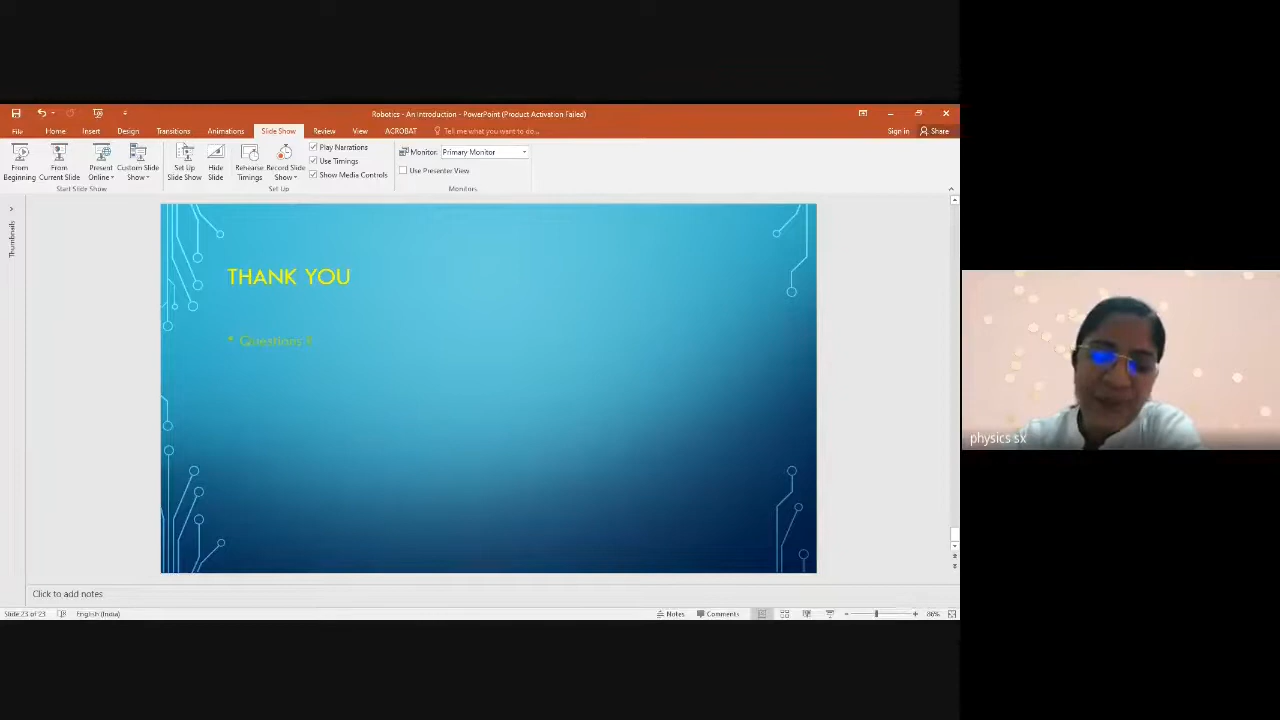 Robotics - An Introduction - PowerPoint (Product Activation Failed)
File Home Insert Design Transitions Animations Slide Show Review View ACROBAT Tell me what you want to do... Sign in Share
From Beginning
From Current Slide
Present Online
Custom Slide Show
Start Slide Show
Set Up Slide Show
Hide Slide
Rehearse Timings
Record Slide Show
Play Narrations
Use Timings
Show Media Controls
Set Up
Monitor: Primary Monitor
Use Presenter View
Monitors
Thumbnails
THANK YOU
• Questions ?
physics sx
Click to add notes
Slide 23 of 23 English (India) Notes Comments 86%